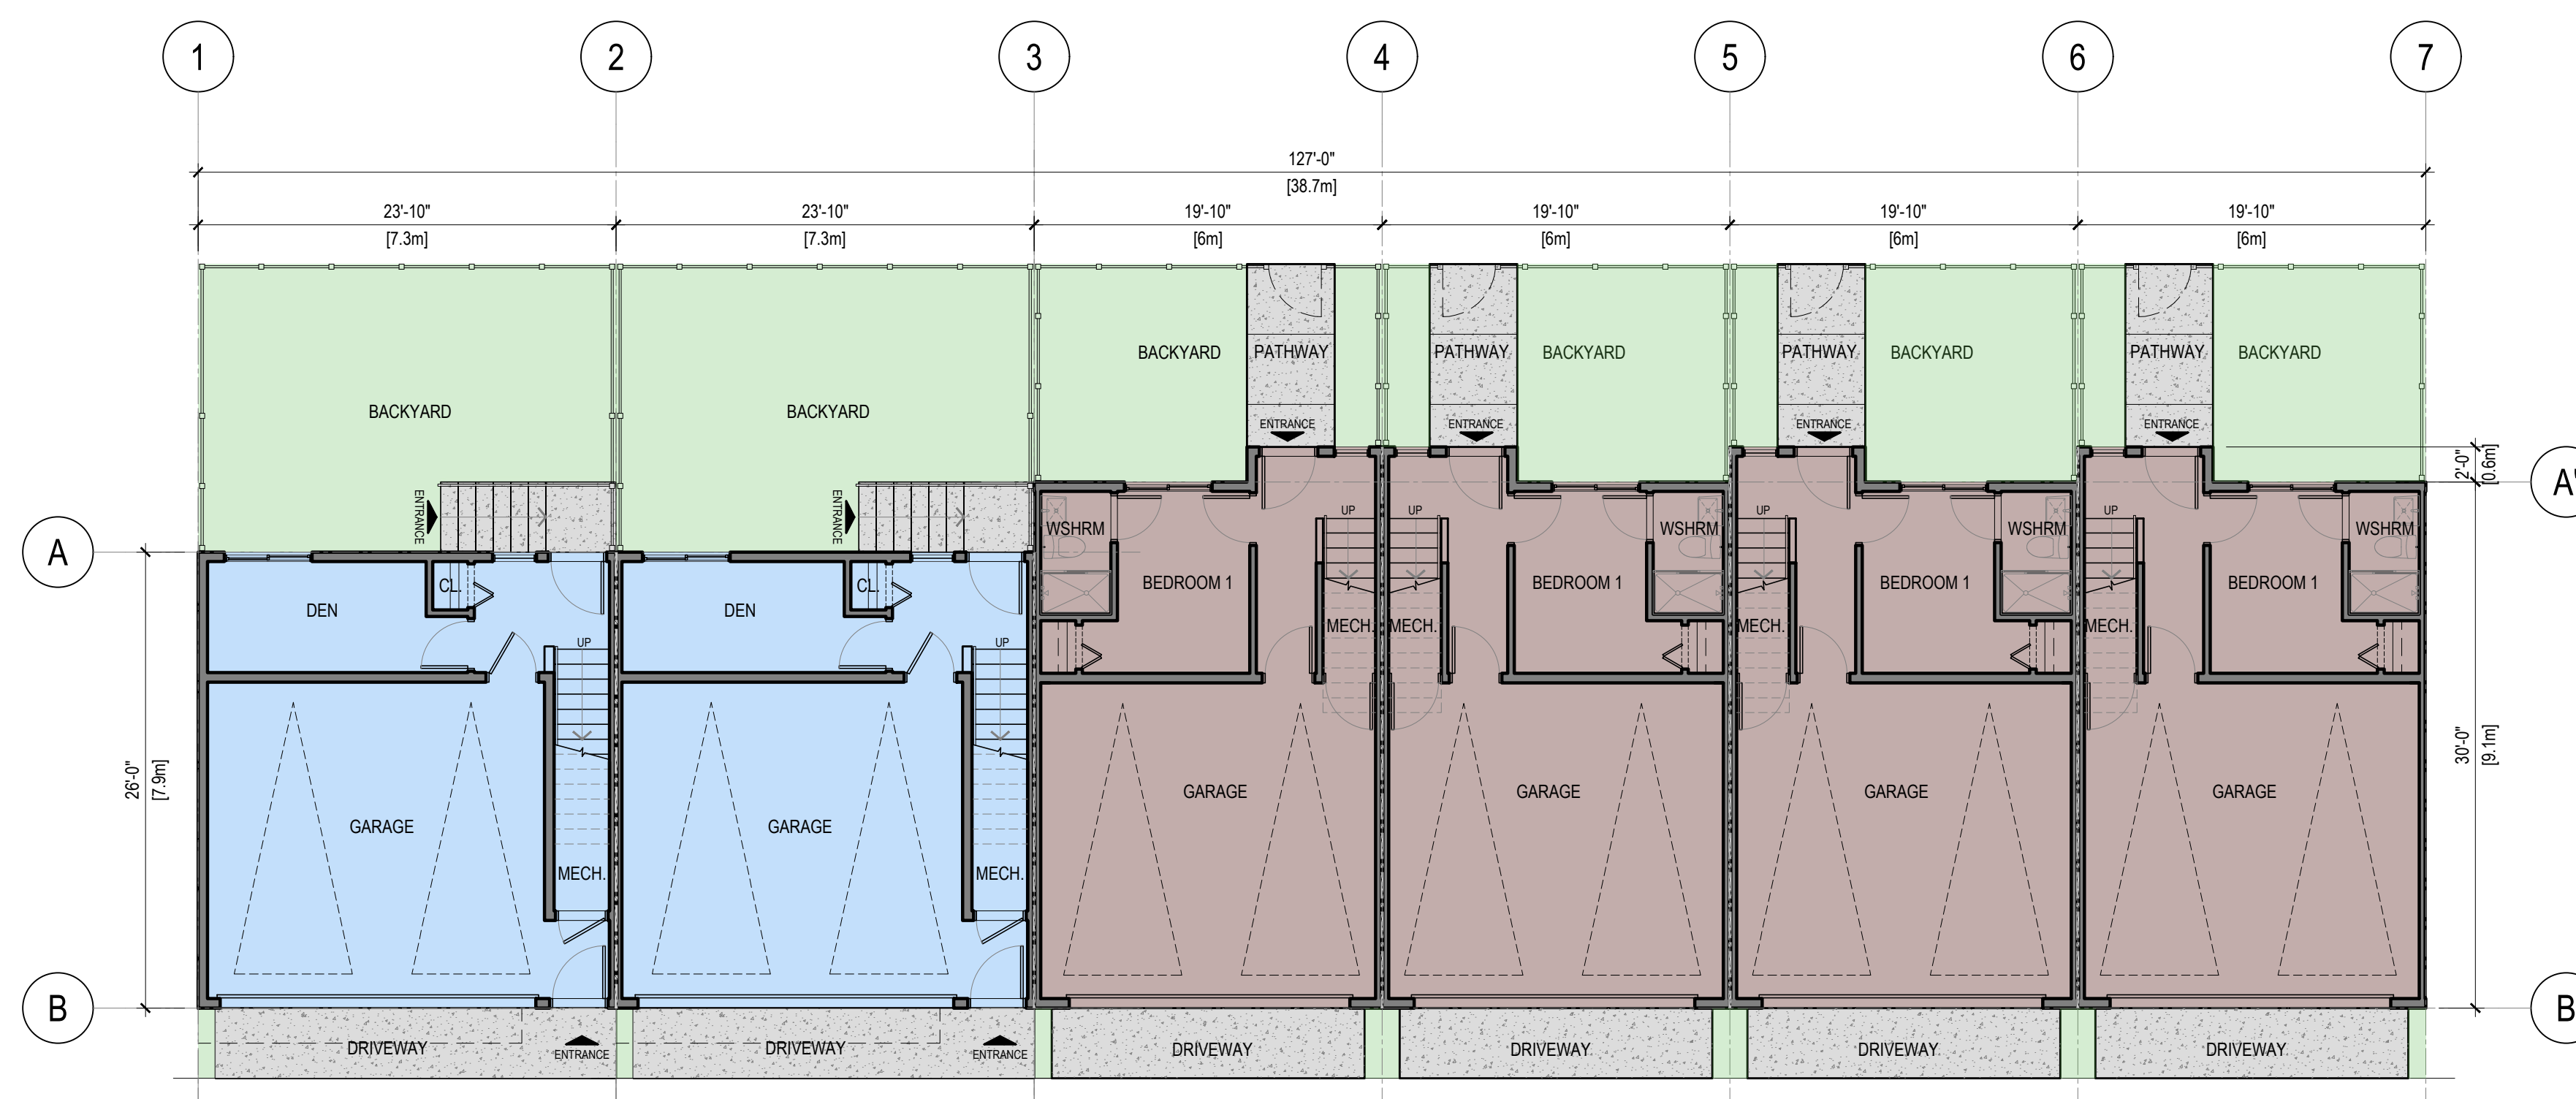 1 2 3 4 5 6 7
127'-0"
[38.7m]
23'-10" 23'-10" 19'-10" 19'-10" 19'-10" 19'-10"
[7.3m] [7.3m] [6m] [6m] [6m] [6m]
BACKYARD PATHWAY PATHWAY BACKYARD PATHWAY BACKYARD PATHWAY BACKYARD
BACKYARD BACKYARD
ENTRANCE ENTRANCE ENTRANCE ENTRANCE
2'-0"
[0.6m]
A'
ENTRANCE ENTRANCE
UP UP UP UP
WSHRM WSHRM WSHRM WSHRM
A
CL. CL.
BEDROOM 1 BEDROOM 1 BEDROOM 1 BEDROOM 1
DEN DEN
MECH. MECH. MECH. MECH.
UP UP
26'-0"
[7.9m]
30'-0"
[9.1m]
GARAGE GARAGE GARAGE GARAGE
GARAGE GARAGE
MECH. MECH.
B B
DRIVEWAY ENTRANCE DRIVEWAY ENTRANCE DRIVEWAY DRIVEWAY DRIVEWAY DRIVEWAY